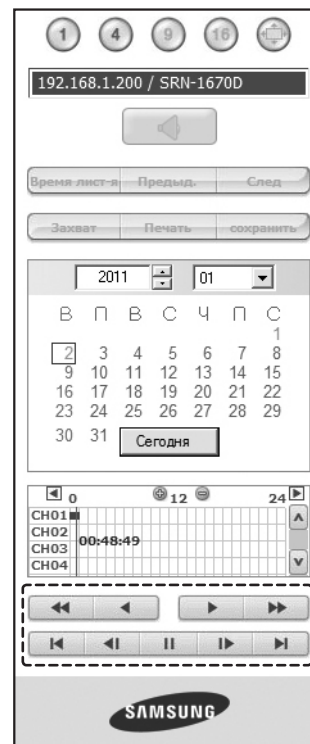 1 4 9 16
192.168.1.200 / SRN-1670D
Время лист-я Предыд. След
Захват Печать сохранить
2011 01
В П В С Ч П С
1
2 3 4 5 6 7 8
9 10 11 12 13 14 15
16 17 18 19 20 21 22
23 24 25 26 27 28 29
30 31 Сегодня
0 12 24
CH01
CH02
00:48:49
CH03
CH04
SAMSUNG